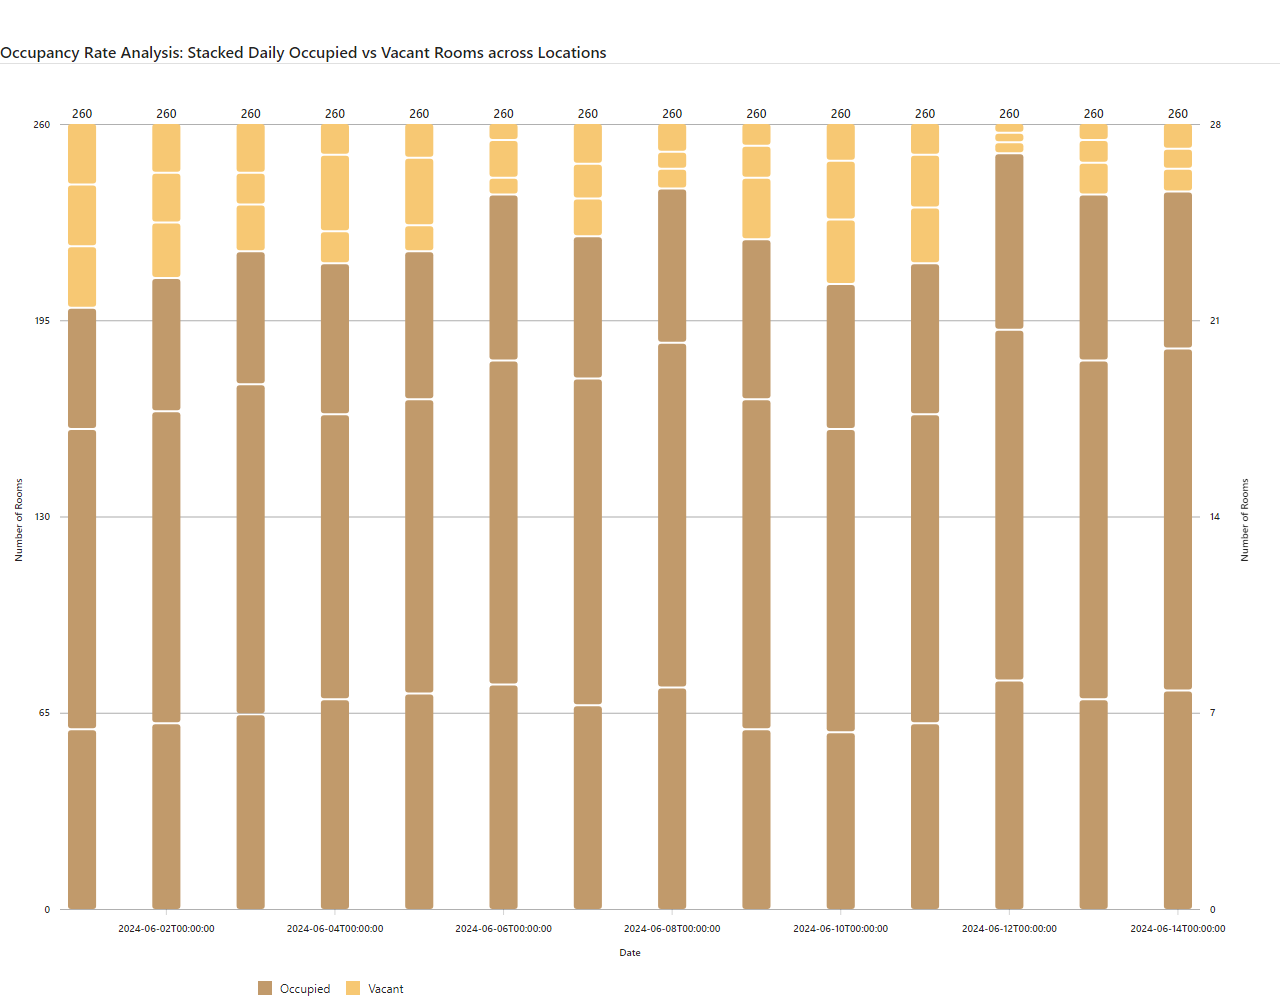 Occupancy Rate Analysis: Stacked Daily Occupied vs Vacant Rooms across Locations
260 260 260 260 260 260 260 260 260 260 260 260 260 260
260 28
195 21
130 14
65 7
0 0
Number of Rooms
Number of Rooms
2024-06-02T00:00:00 2024-06-04T00:00:00 2024-06-06T00:00:00 2024-06-08T00:00:00 2024-06-10T00:00:00 2024-06-12T00:00:00 2024-06-14T00:00:00
Date
Occupied Vacant